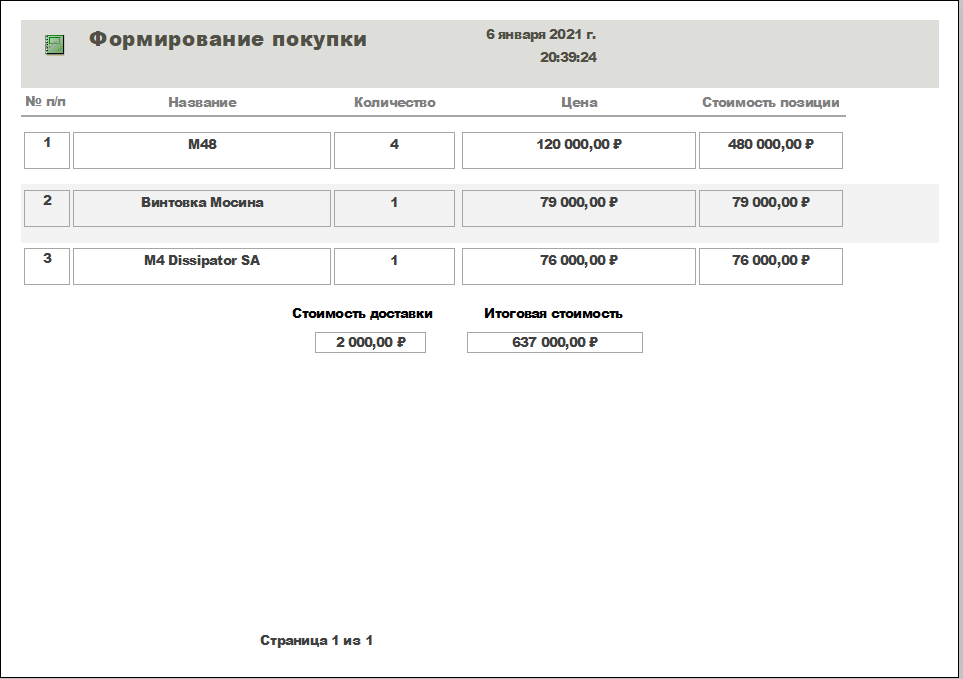 Формирование покупки
6 января 2021 г.
20:39:24
№ п/п Название Количество Цена Стоимость позиции
1 М48 4 120 000,00 ₽ 480 000,00 ₽
2 Винтовка Мосина 1 79 000,00 ₽ 79 000,00 ₽
3 M4 Dissipator SA 1 76 000,00 ₽ 76 000,00 ₽
Стоимость доставки Итоговая стоимость
2 000,00 ₽ 637 000,00 ₽
Страница 1 из 1